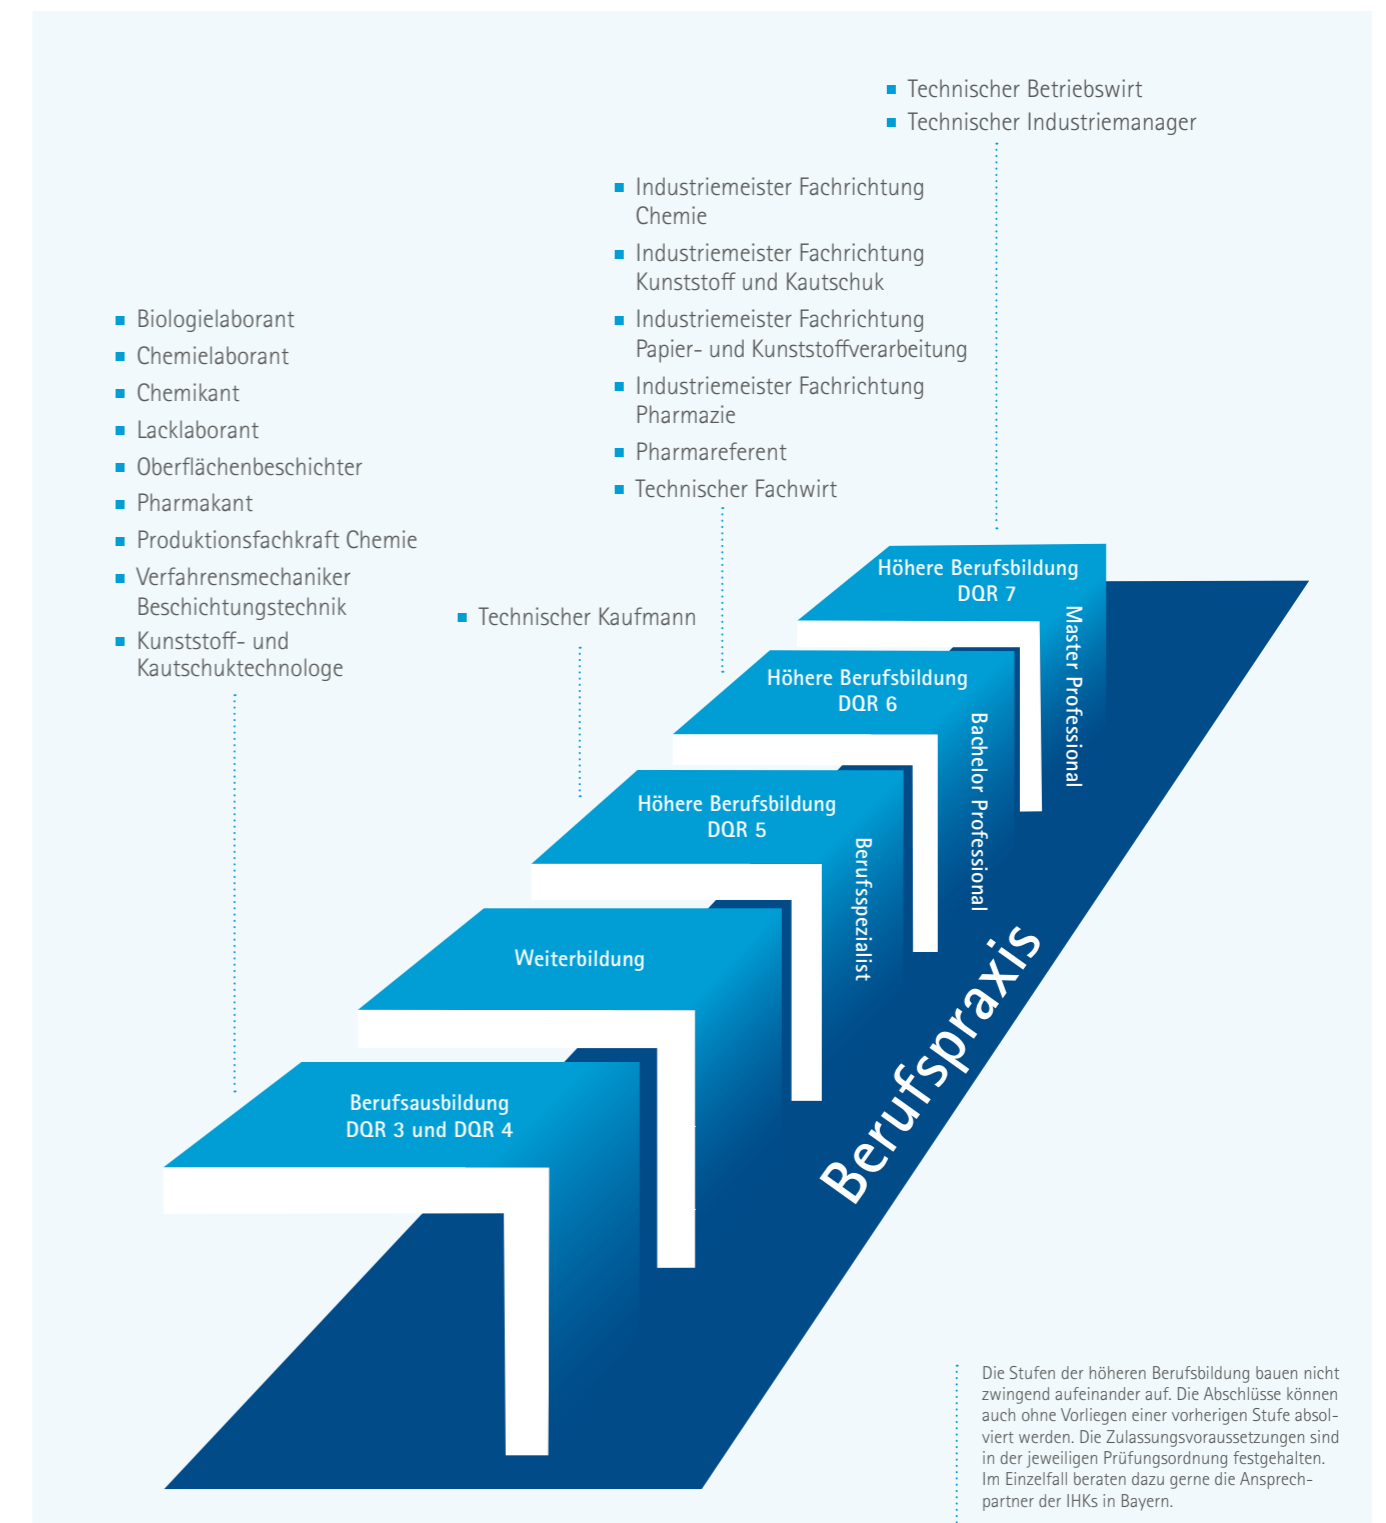 Technischer Betriebswirt
Technischer Industriemanager
Industriemeister Fachrichtung
Chemie
Industriemeister Fachrichtung
Kunststoff und Kautschuk
Industriemeister Fachrichtung
Papier- und Kunststoffverarbeitung
Industriemeister Fachrichtung
Pharmazie
Pharmareferent
Technischer Fachwirt
Biologielaborant
Chemielaborant
Chemikant
Lacklaborant
Oberflächenbeschichter
Pharmakant
Produktionsfachkraft Chemie
Verfahrensmechaniker
Beschichtungstechnik
Kunststoff- und
Kautschuktechnologe
Technischer Kaufmann
Höhere Berufsbildung
DQR 7
Master Professional
Höhere Berufsbildung
DQR 6
Bachelor Professional
Höhere Berufsbildung
DQR 5
Berufsspezialist
Weiterbildung
Berufsausbildung
DQR 3 und DQR 4
Berufspraxis
Die Stufen der höheren Berufsbildung bauen nicht
zwingend aufeinander auf. Die Abschlüsse können
auch ohne Vorliegen einer vorherigen Stufe absol-
viert werden. Die Zulassungsvoraussetzungen sind
in der jeweiligen Prüfungsordnung festgehalten.
Im Einzelfall beraten dazu gerne die Ansprech-
partner der IHKs in Bayern.